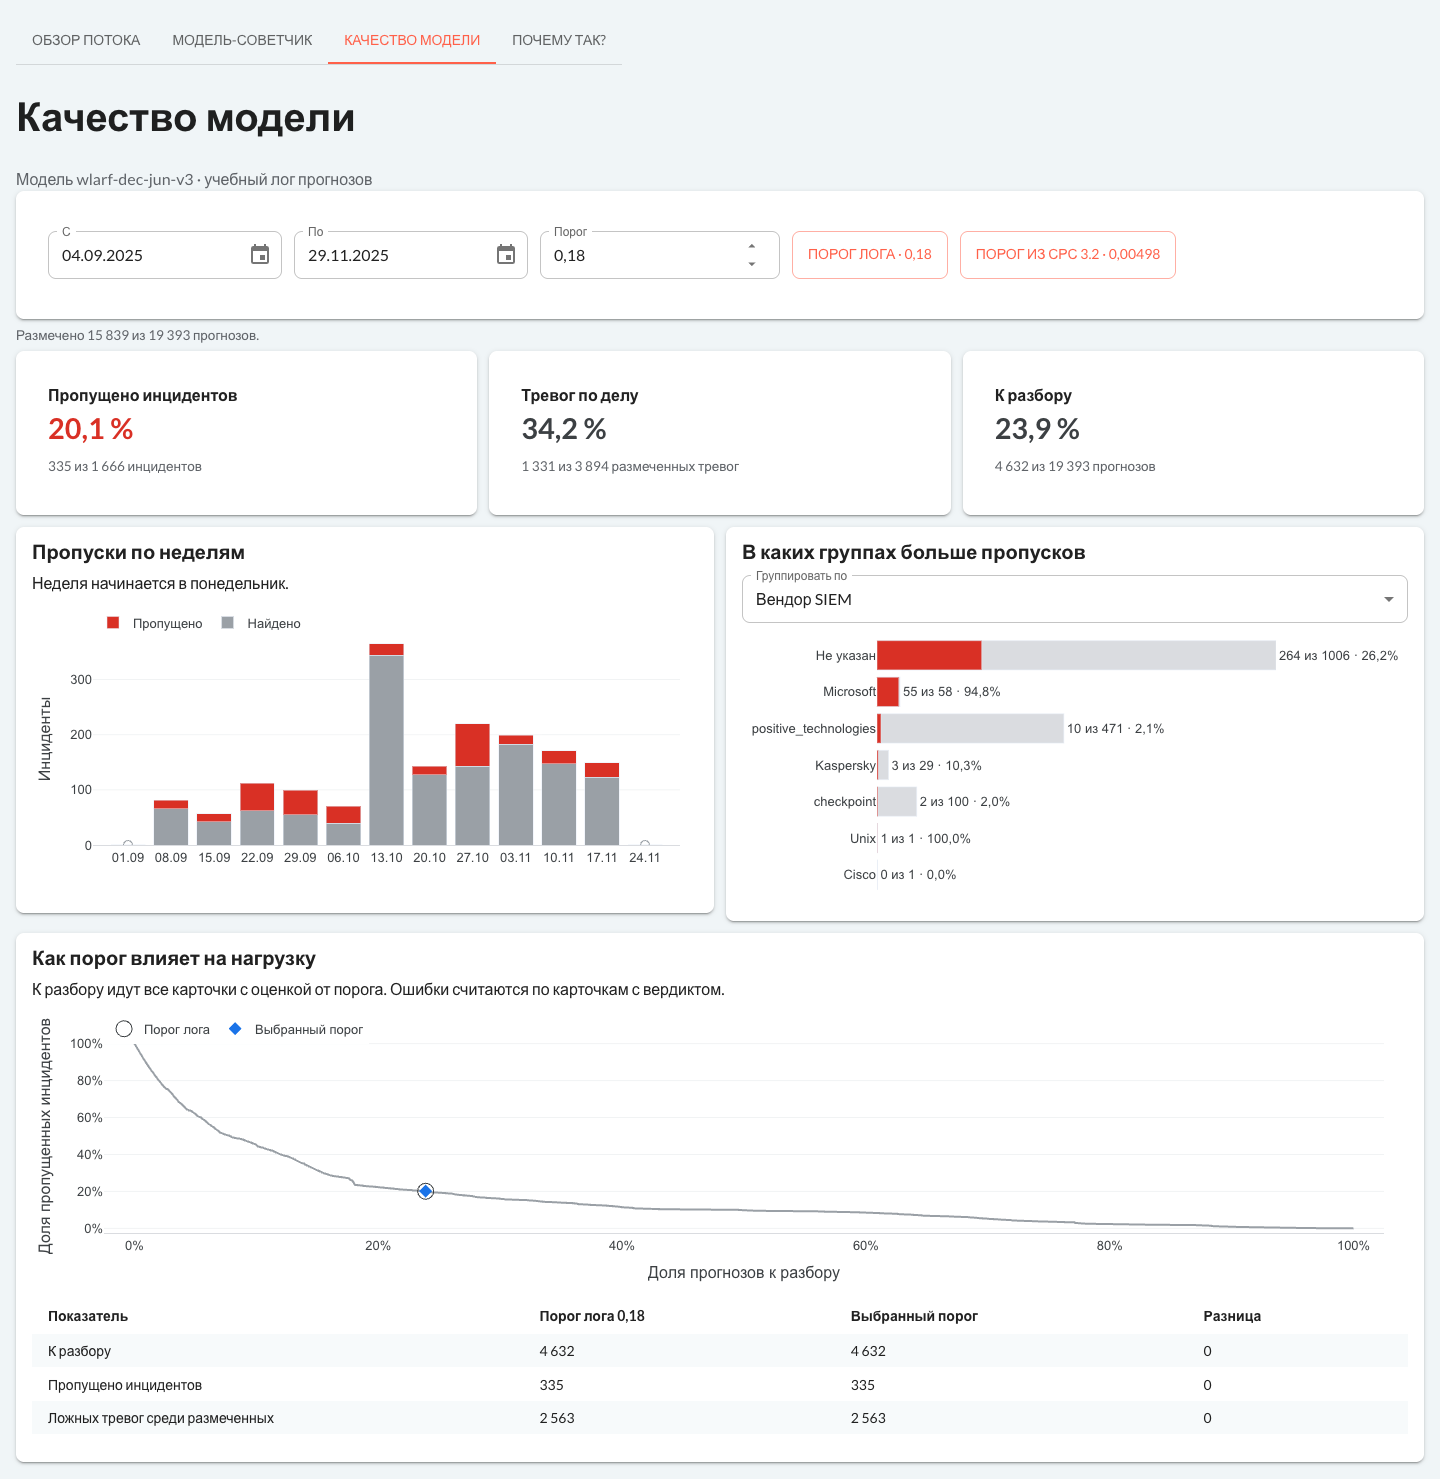 ОБЗОР ПОТОКА МОДЕЛЬ-СОВЕТЧИК КАЧЕСТВО МОДЕЛИ ПОЧЕМУ ТАК?
Качество модели
Модель wlarf-dec-jun-v3 · учебный лог прогнозов
С По Порог
04.09.2025 29.11.2025 0,18 ПОРОГ ЛОГА · 0,18 ПОРОГ ИЗ СРС 3.2 · 0,00498
Размечено 15 839 из 19 393 прогнозов.
Пропущено инцидентов
20,1 %
335 из 1 666 инцидентов
Тревог по делу
34,2 %
1 331 из 3 894 размеченных тревог
К разбору
23,9 %
4 632 из 19 393 прогнозов
Пропуски по неделям
Неделя начинается в понедельник.
Пропущено Найдено
Инциденты
300
200
100
0
01.09 08.09 15.09 22.09 29.09 06.10 13.10 20.10 27.10 03.11 10.11 17.11 24.11
В каких группах больше пропусков
Группировать по
Вендор SIEM
Не указан 264 из 1006 · 26,2%
Microsoft 55 из 58 · 94,8%
positive_technologies 10 из 471 · 2,1%
Kaspersky 3 из 29 · 10,3%
checkpoint 2 из 100 · 2,0%
Unix 1 из 1 · 100,0%
Cisco 0 из 1 · 0,0%
Как порог влияет на нагрузку
К разбору идут все карточки с оценкой от порога. Ошибки считаются по карточкам с вердиктом.
Порог лога Выбранный порог
Доля пропущенных инцидентов
100%
80%
60%
40%
20%
0%
0% 20% 40% 60% 80% 100%
Доля прогнозов к разбору
Показатель Порог лога 0,18 Выбранный порог Разница
К разбору 4 632 4 632 0
Пропущено инцидентов 335 335 0
Ложных тревог среди размеченных 2 563 2 563 0